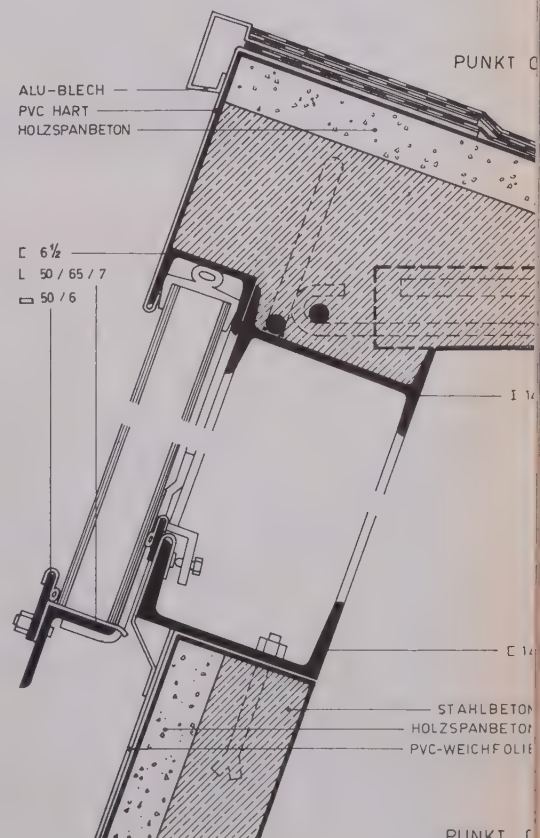 PUNKT
ALU-BLECH
PVC HART
HOLZSPANBETON
[ 6½
L 50 / 65 / 7
▭ 50 / 6
I
[
STAHLBETON
HOLZSPANBETON
PVC-WEICHFOLIE
PUNKT